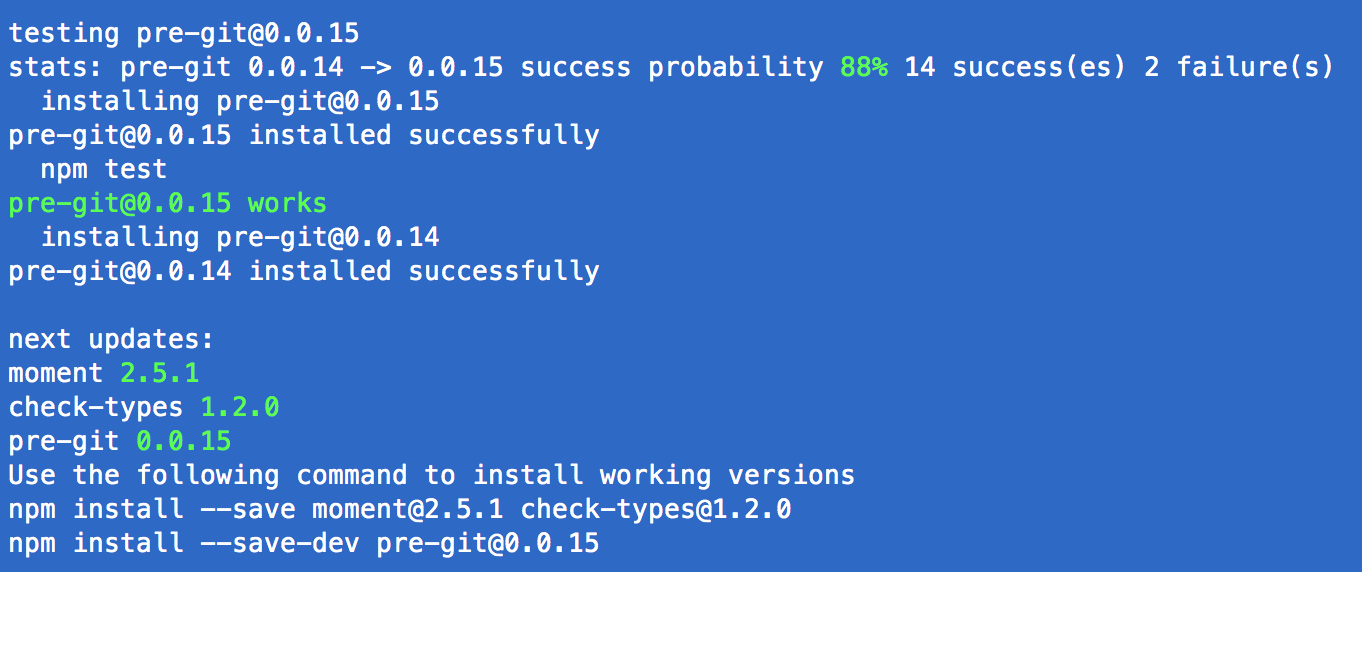 testing pre-git@0.0.15
stats: pre-git 0.0.14 -> 0.0.15 success probability 88% 14 success(es) 2 failure(s)
  installing pre-git@0.0.15
pre-git@0.0.15 installed successfully
  npm test
pre-git@0.0.15 works
  installing pre-git@0.0.14
pre-git@0.0.14 installed successfully

next updates:
moment 2.5.1
check-types 1.2.0
pre-git 0.0.15
Use the following command to install working versions
npm install --save moment@2.5.1 check-types@1.2.0
npm install --save-dev pre-git@0.0.15